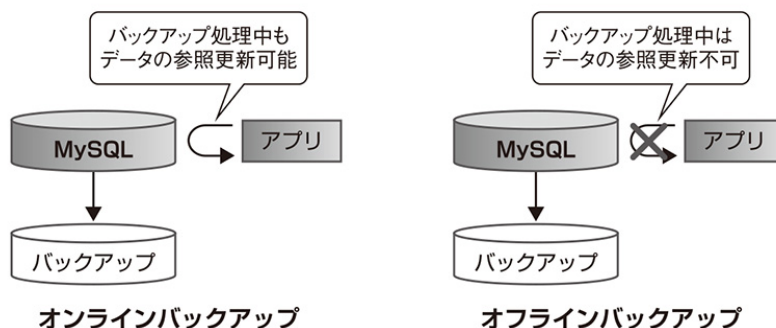 バックアップ処理中も
データの参照更新可能
MySQL
アプリ
バックアップ
オンラインバックアップ
バックアップ処理中は
データの参照更新不可
MySQL
アプリ
バックアップ
オフラインバックアップ